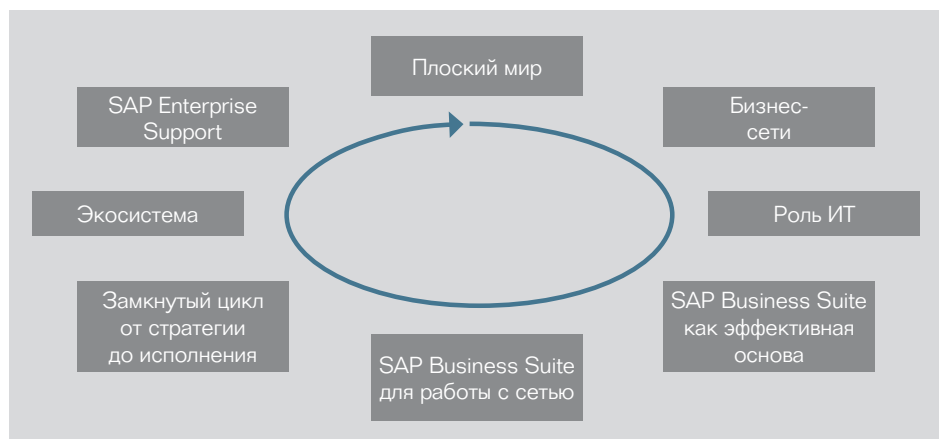 Плоский мир
Бизнес-
сети
Роль ИТ
SAP Business Suite
как эффективная
основа
SAP Business Suite
для работы с сетью
Замкнутый цикл
от стратегии
до исполнения
Экосистема
SAP Enterprise
Support